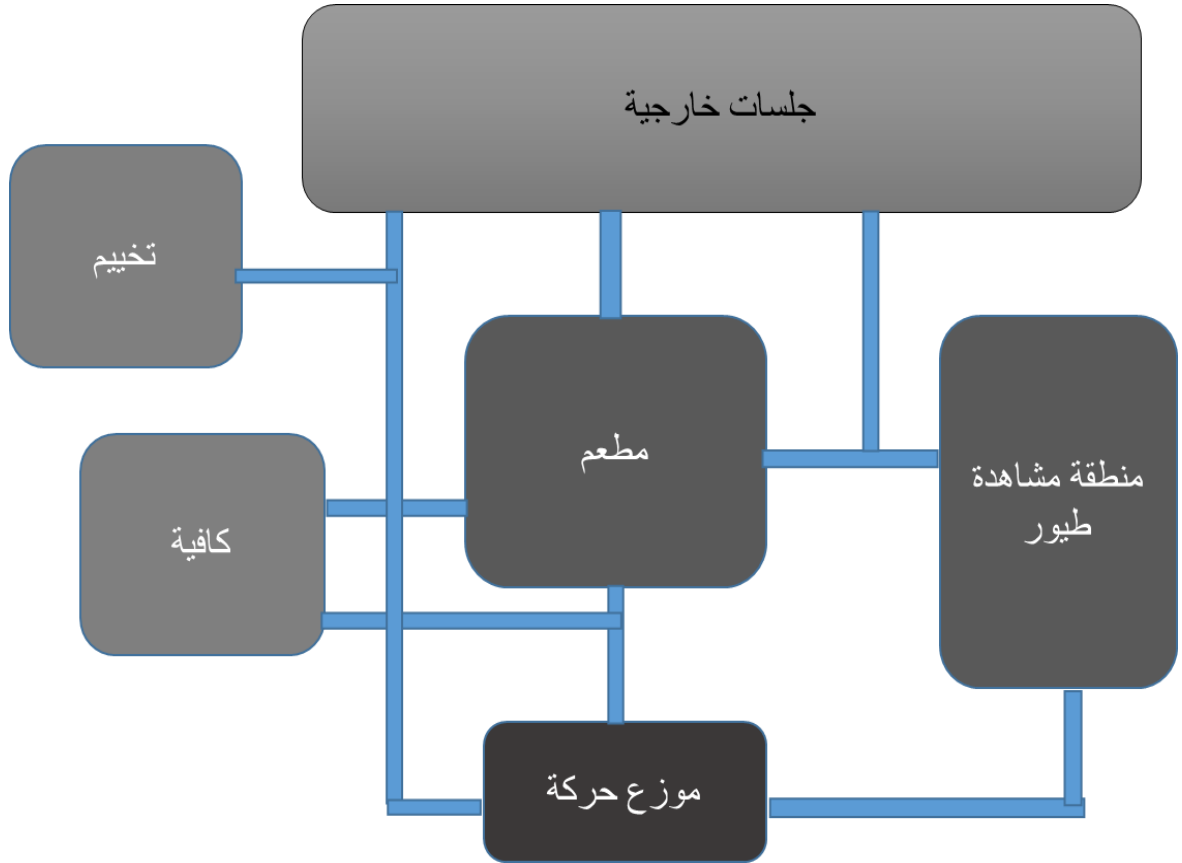 جلسات خارجية
تخييم
مطعم
منطقة مشاهدة
طيور
كافية
موزع حركة